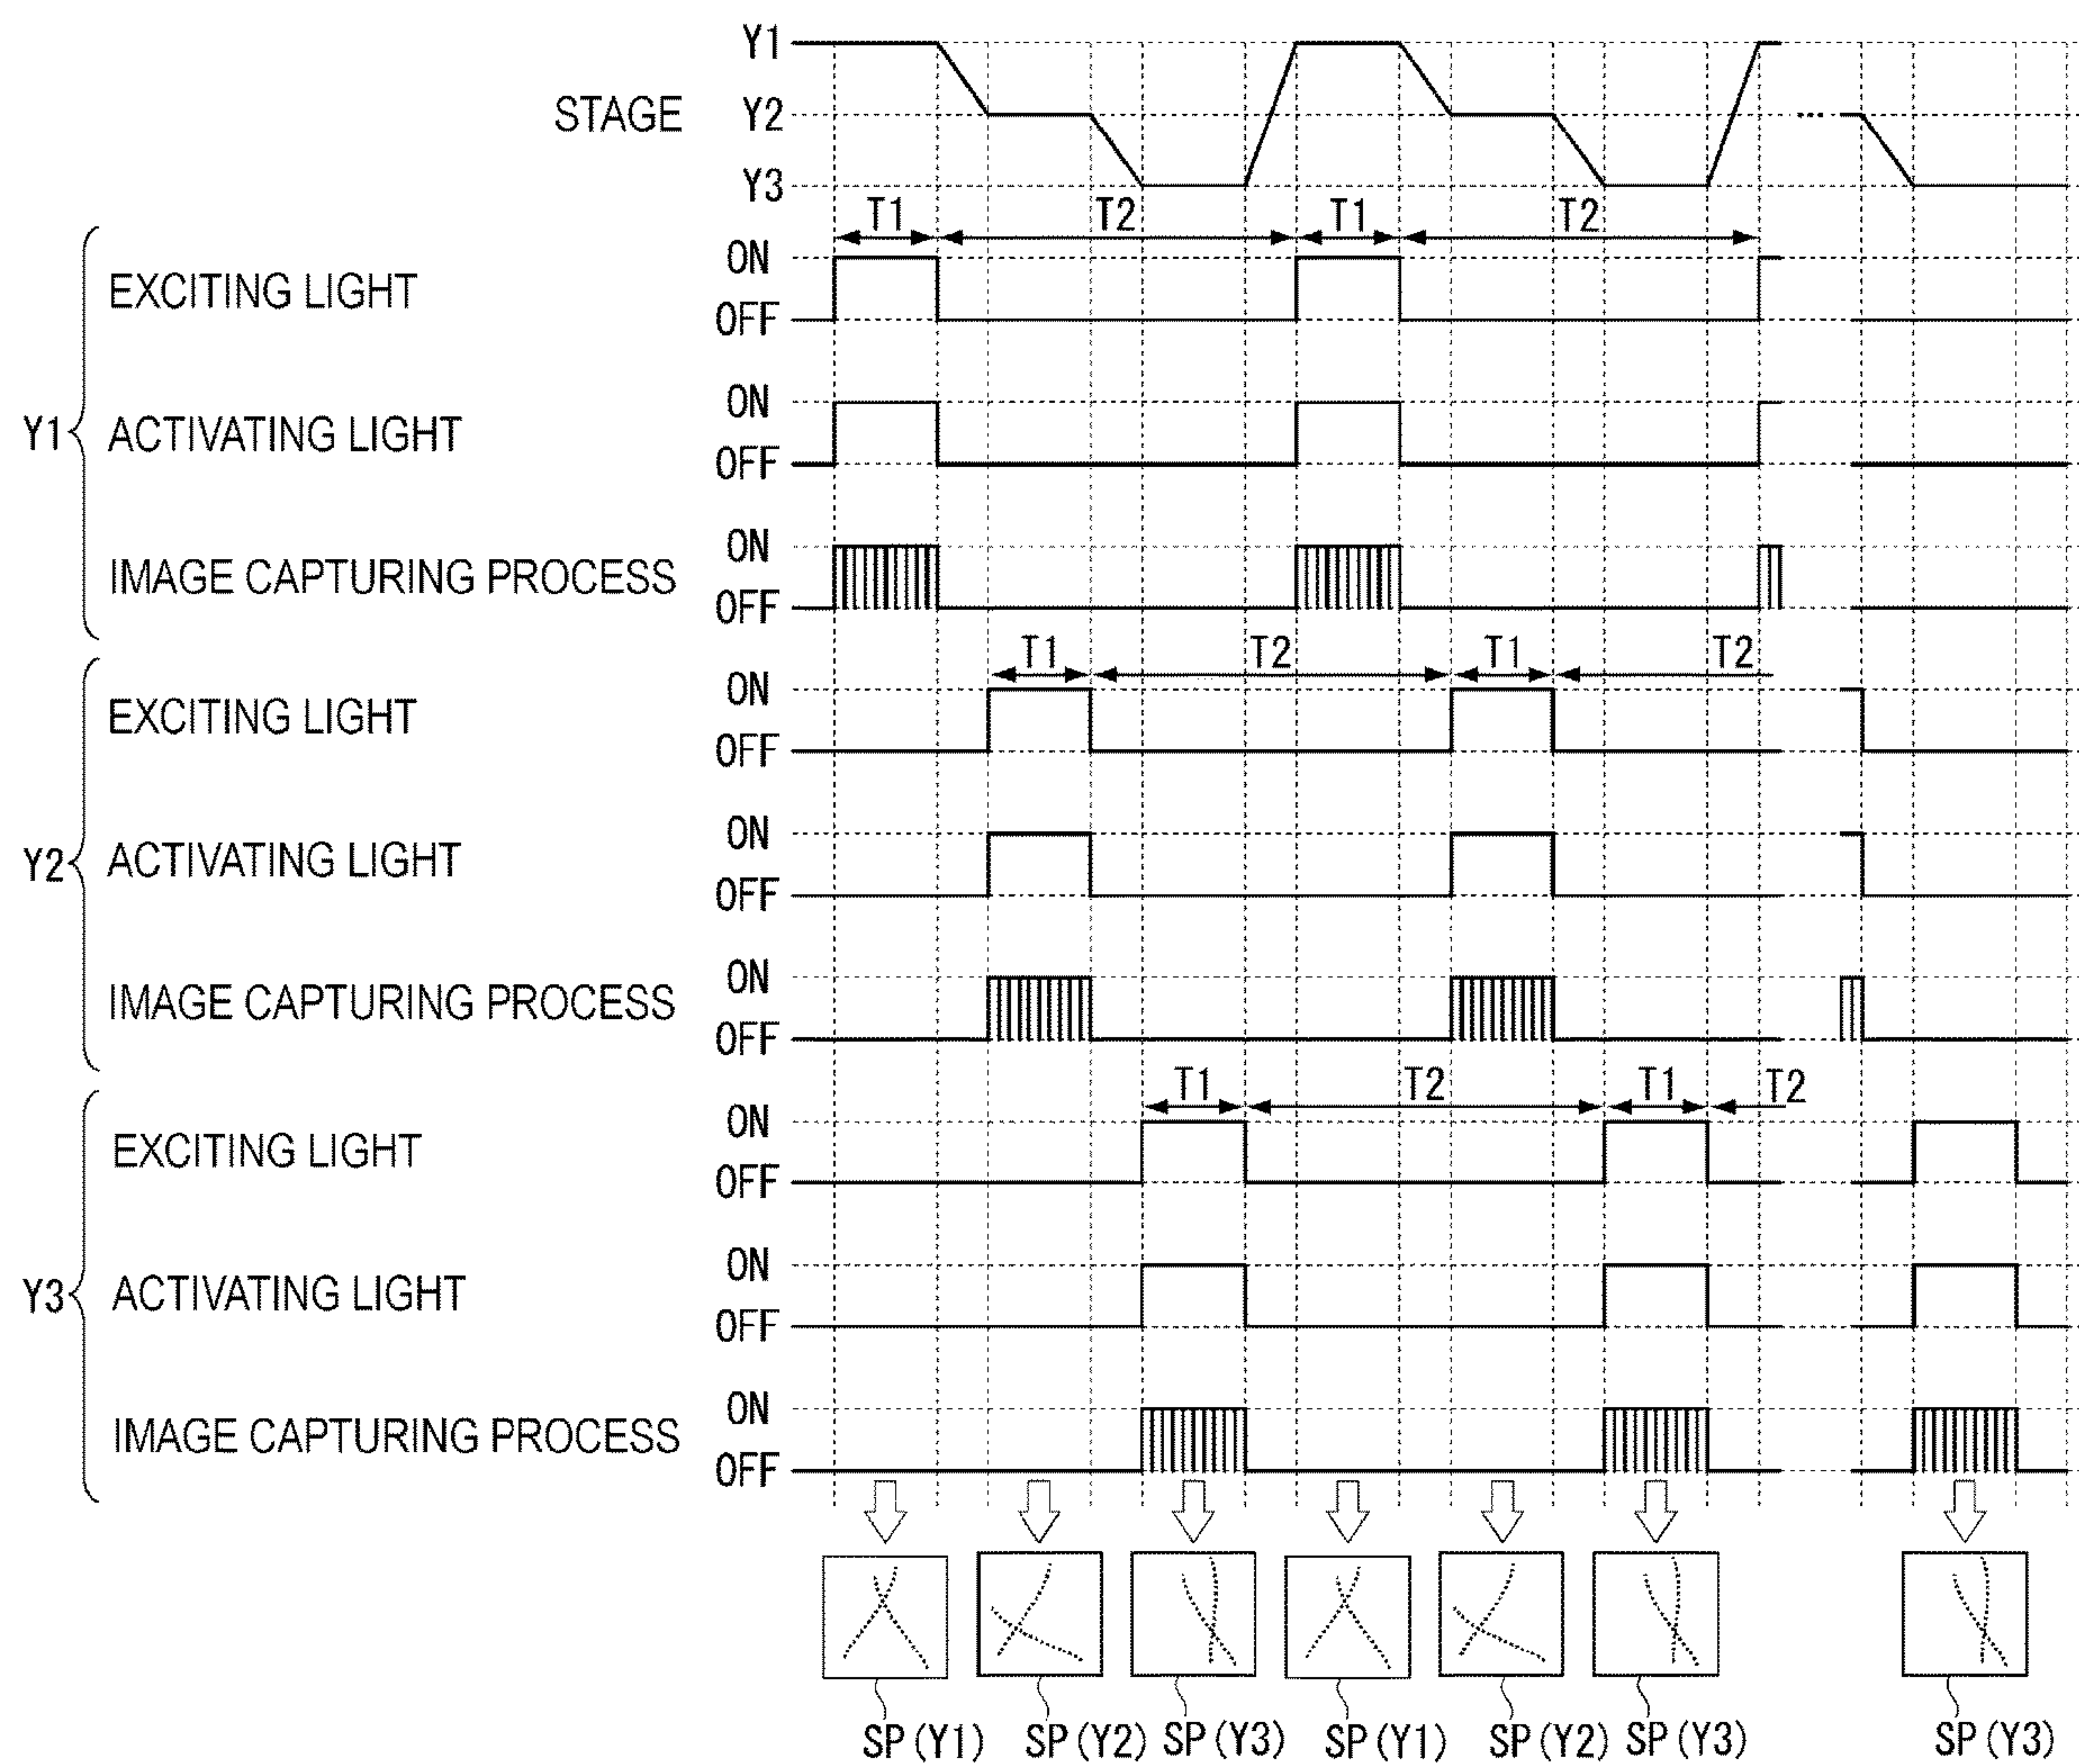 Y1
STAGE Y2 ...
Y3
T1 T2 T1 T2
ON
EXCITING LIGHT
OFF
ON
Y1 ACTIVATING LIGHT
OFF
ON
IMAGE CAPTURING PROCESS
OFF
T1 T2 T1 T2
ON
EXCITING LIGHT
OFF
ON
Y2 ACTIVATING LIGHT
OFF
ON
IMAGE CAPTURING PROCESS
OFF
T1 T2 T1 T2
ON
EXCITING LIGHT
OFF
ON
Y3 ACTIVATING LIGHT
OFF
ON
IMAGE CAPTURING PROCESS
OFF
SP (Y1) SP (Y2) SP (Y3) SP (Y1) SP (Y2) SP (Y3) SP (Y3)